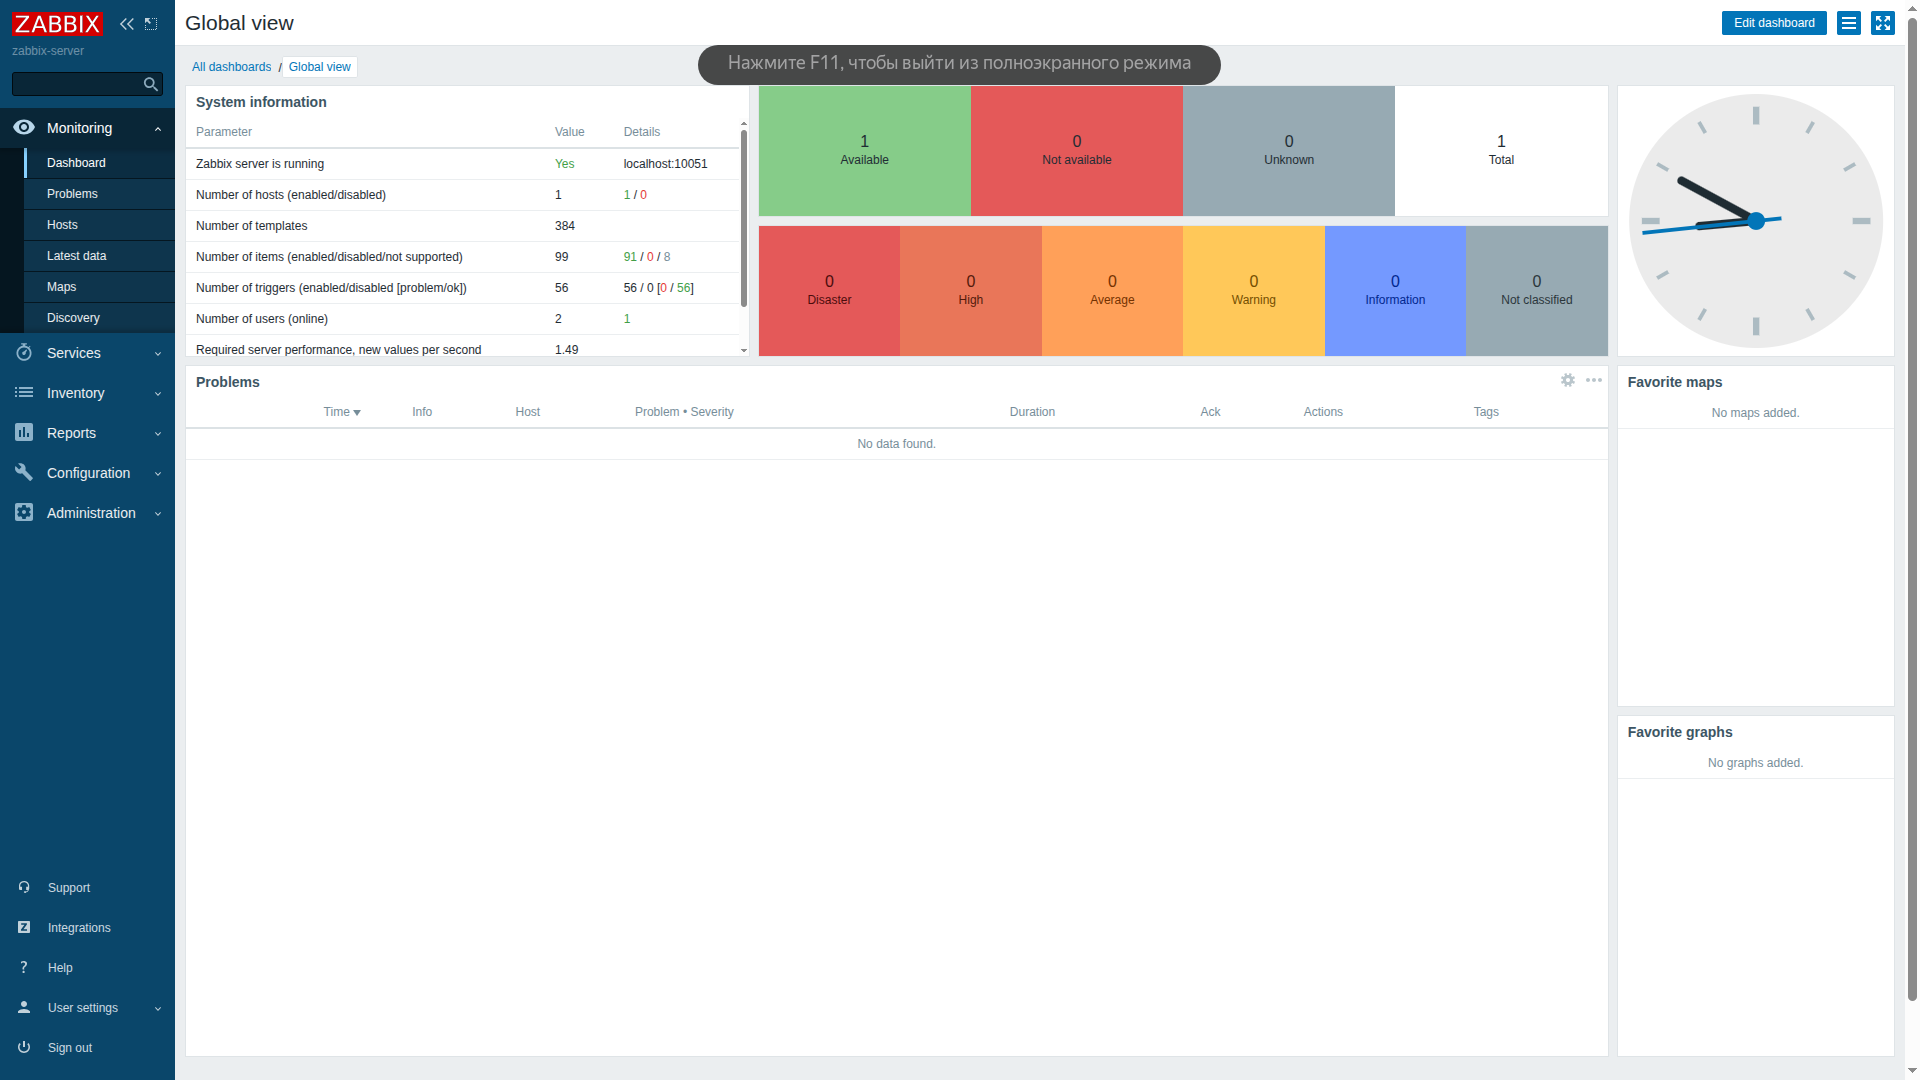 ZABBIX
zabbix-server
Monitoring
Dashboard
Problems
Hosts
Latest data
Maps
Discovery
Services
Inventory
Reports
Configuration
Administration
Support
Integrations
Help
User settings
Sign out
Global view
Edit dashboard
All dashboards / Global view
Нажмите F11, чтобы выйти из полноэкранного режима
System information
Parameter Value Details
Zabbix server is running Yes localhost:10051
Number of hosts (enabled/disabled) 1 1 / 0
Number of templates 384
Number of items (enabled/disabled/not supported) 99 91 / 0 / 8
Number of triggers (enabled/disabled [problem/ok]) 56 56 / 0 [0 / 56]
Number of users (online) 2 1
Required server performance, new values per second 1.49
1 0 0 1
Available Not available Unknown Total
0 0 0 0 0 0
Disaster High Average Warning Information Not classified
Problems
Time Info Host Problem • Severity Duration Ack Actions Tags
No data found.
Favorite maps
No maps added.
Favorite graphs
No graphs added.